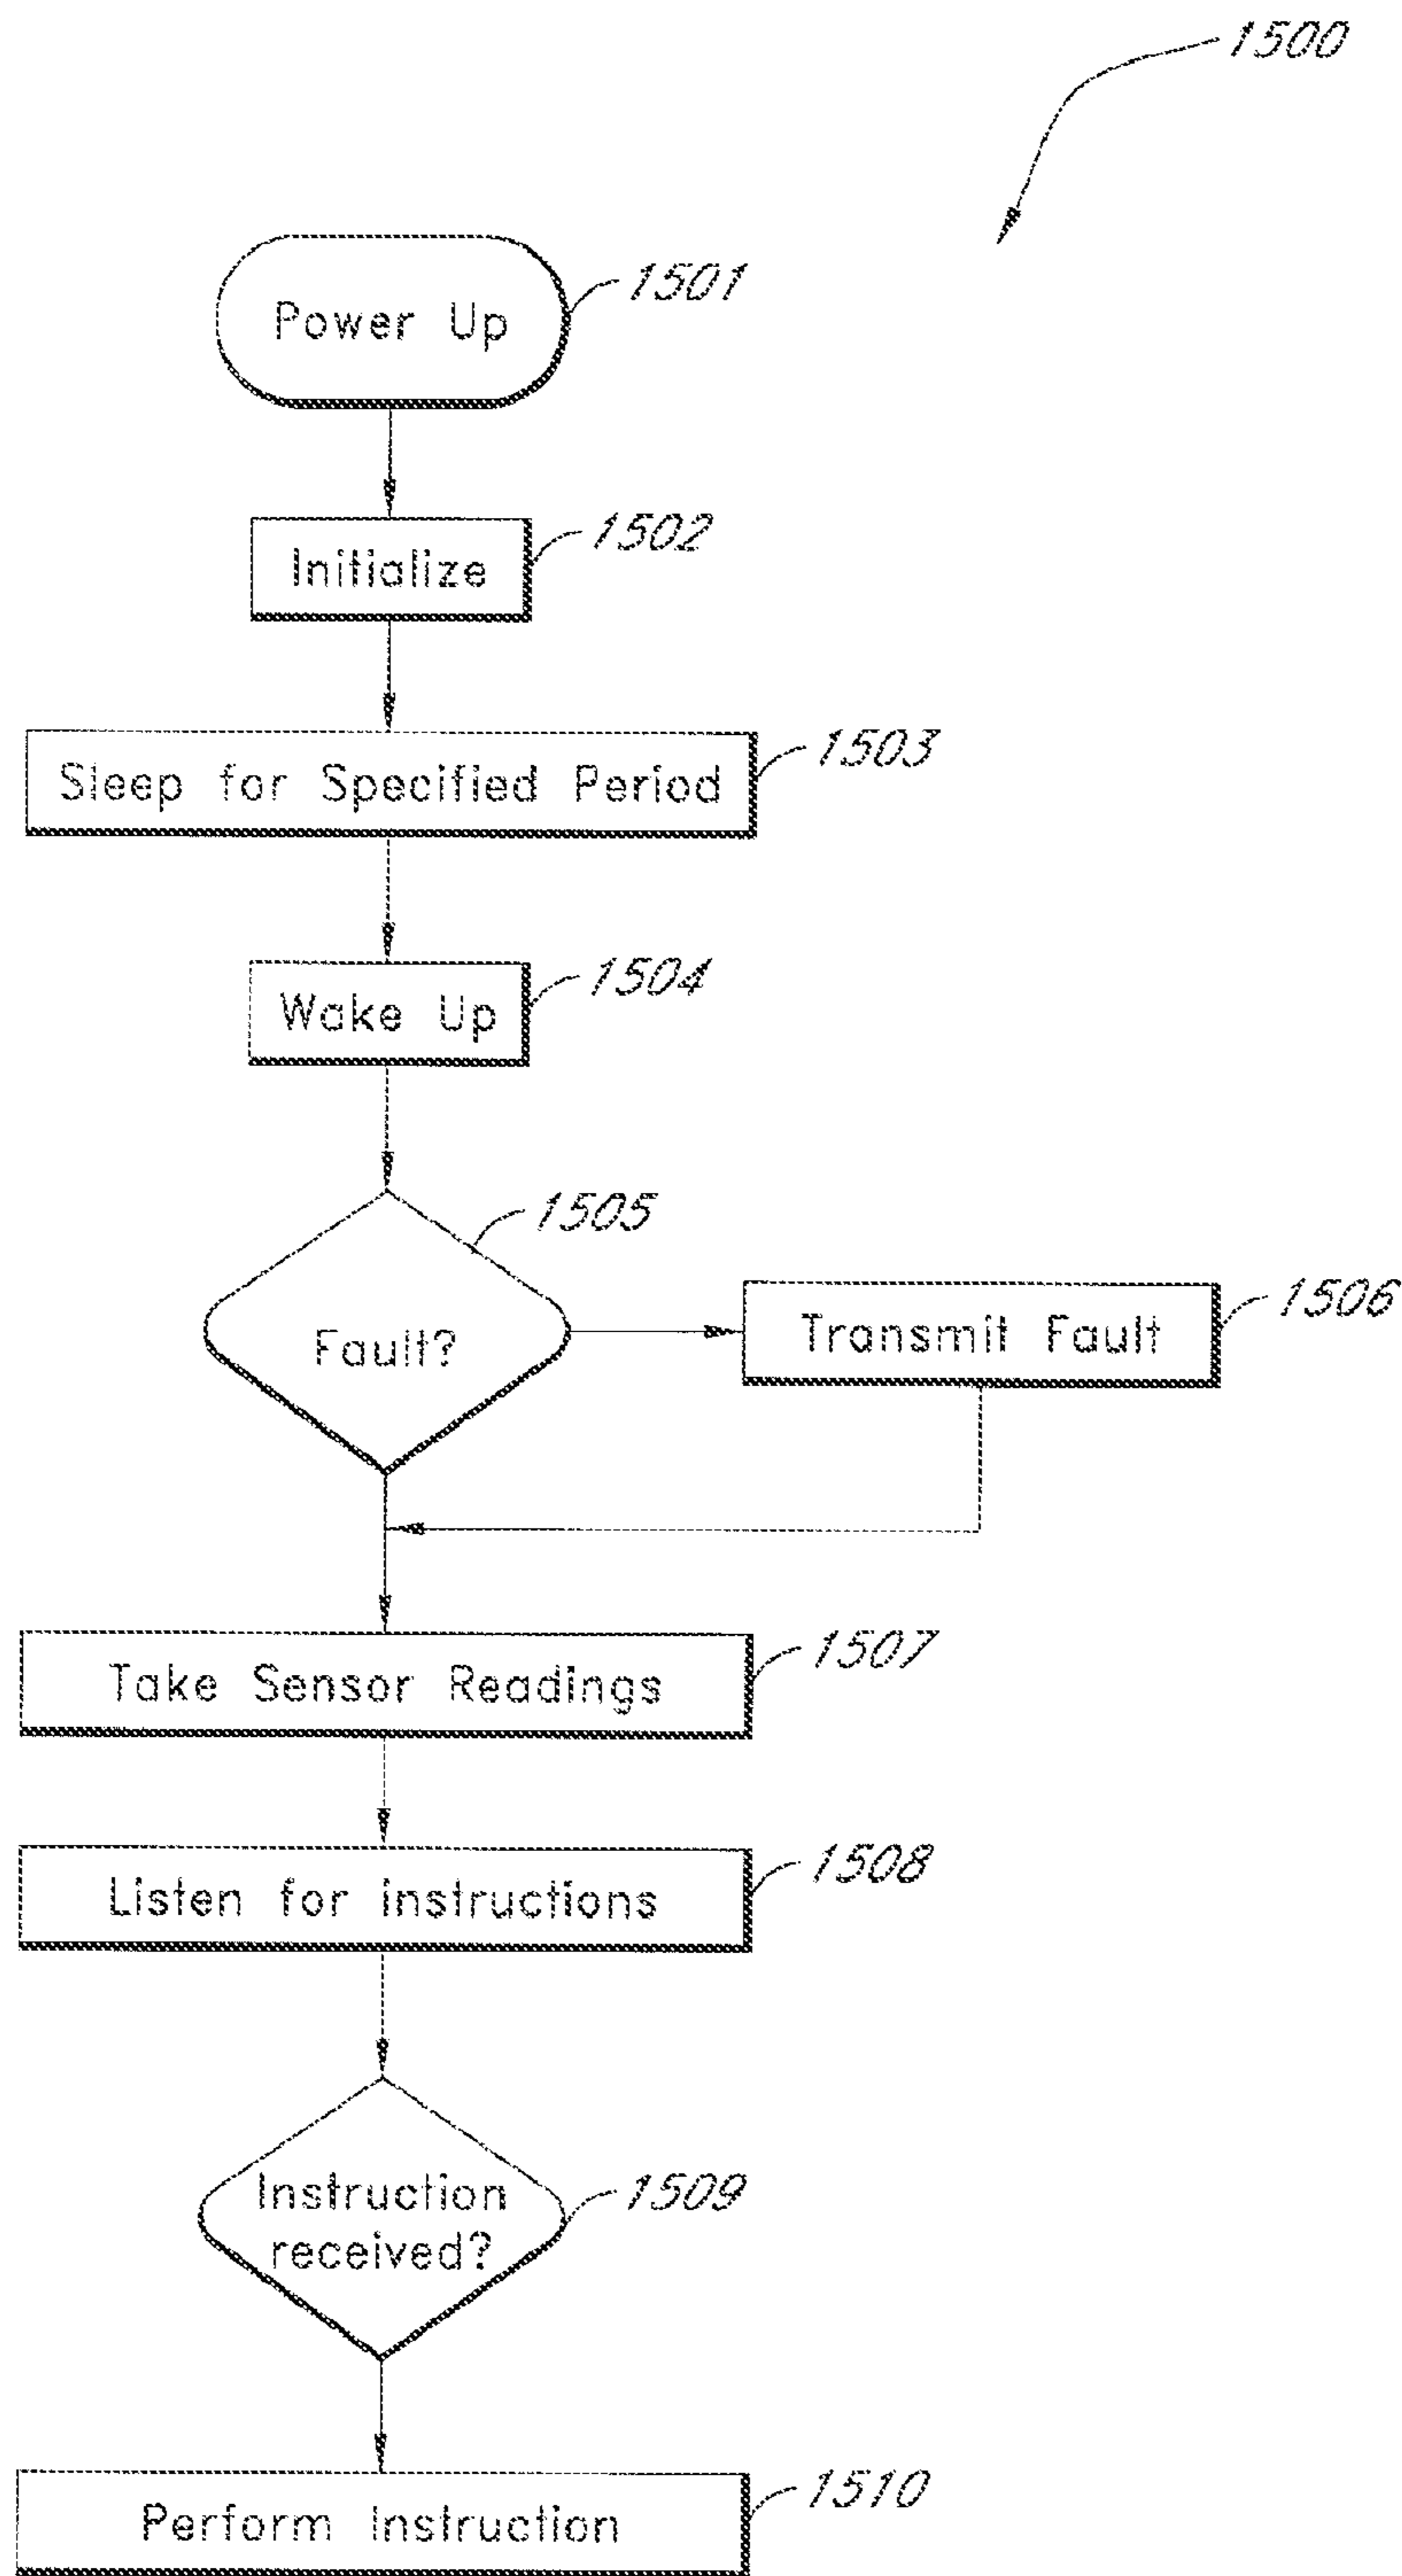 1500
Power Up
1501
Initialize
1502
Sleep for Specified Period
1503
Wake Up
1504
1505
Fault?
Transmit Fault
1506
Take Sensor Readings
1507
Listen for instructions
1508
Instruction
received?
1509
Perform Instruction
1510